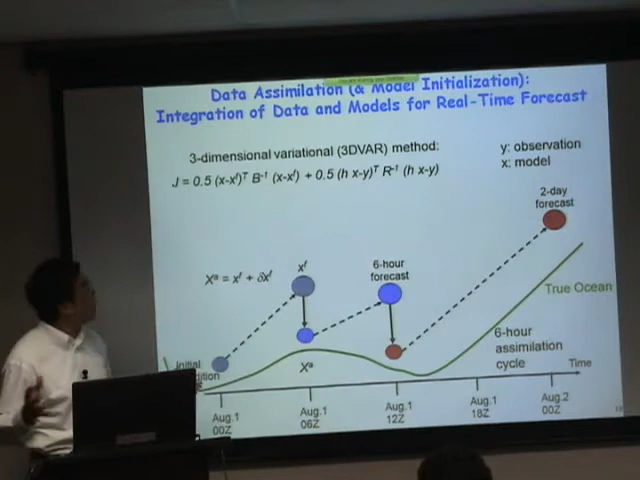 Data Assimilation (& Model Initialization):
Integration of Data and Models for Real-Time Forecast
3-dimensional variational (3DVAR) method:
y: observation
x: model
J = 0.5 (x-xᶠ)ᵀ B⁻¹ (x-xᶠ) + 0.5 (h x-y)ᵀ R⁻¹ (h x-y)
2-day
forecast
Xᵃ = xᶠ + δxᶠ
xᶠ
6-hour
forecast
True Ocean
Initial
dition
Xᵃ
6-hour
assimilation
cycle
Time
Aug.1
00Z
Aug.1
06Z
Aug.1
12Z
Aug.1
18Z
Aug.2
00Z